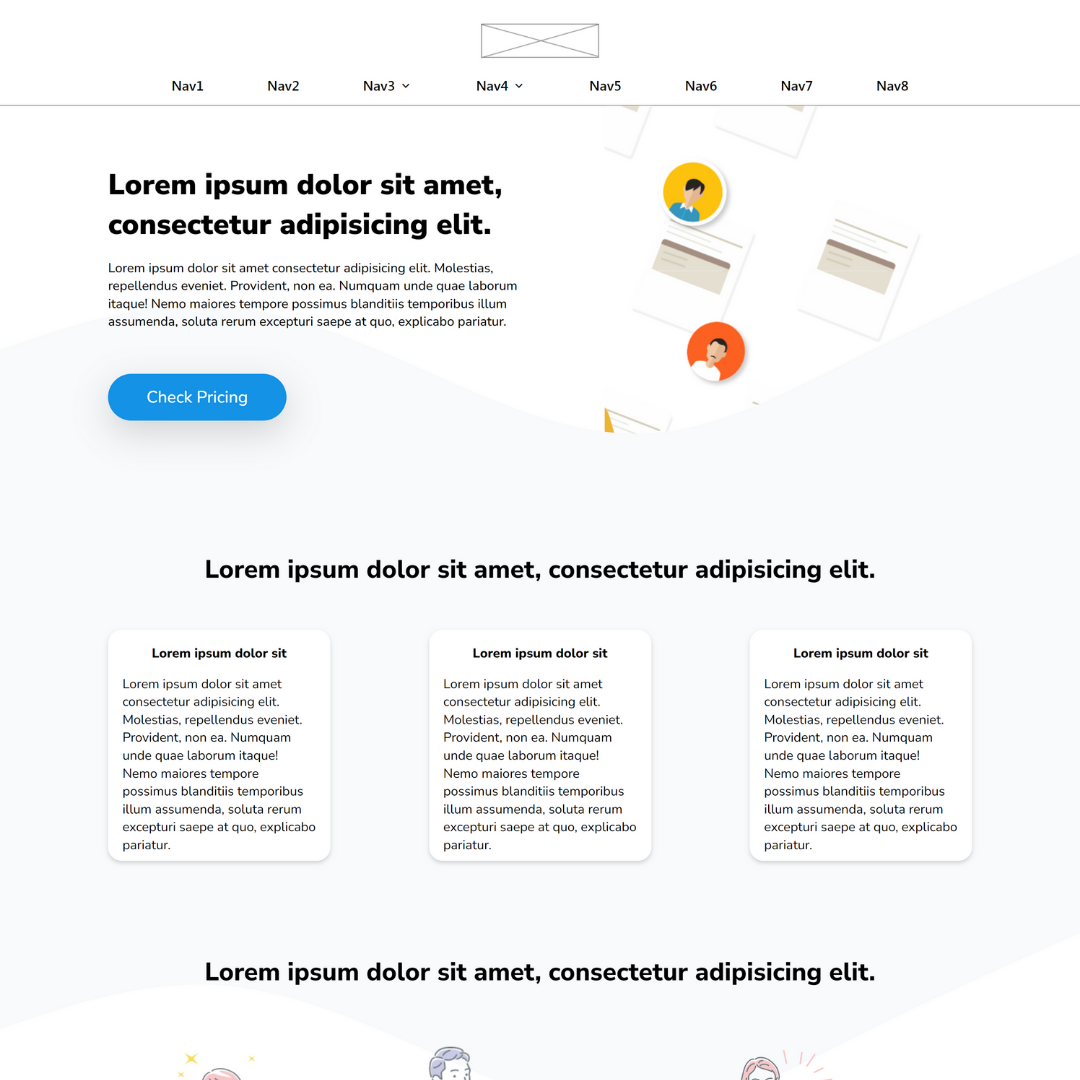 Nav1 Nav2 Nav3 Nav4 Nav5 Nav6 Nav7 Nav8
Lorem ipsum dolor sit amet,
consectetur adipisicing elit.
Lorem ipsum dolor sit amet consectetur adipisicing elit. Molestias,
repellendus eveniet. Provident, non ea. Numquam unde quae laborum
itaque! Nemo maiores tempore possimus blanditiis temporibus illum
assumenda, soluta rerum excepturi saepe at quo, explicabo pariatur.
Check Pricing
Lorem ipsum dolor sit amet, consectetur adipisicing elit.
Lorem ipsum dolor sit
Lorem ipsum dolor sit amet
consectetur adipisicing elit.
Molestias, repellendus eveniet.
Provident, non ea. Numquam
unde quae laborum itaque!
Nemo maiores tempore
possimus blanditiis temporibus
illum assumenda, soluta rerum
excepturi saepe at quo, explicabo
pariatur.
Lorem ipsum dolor sit
Lorem ipsum dolor sit amet
consectetur adipisicing elit.
Molestias, repellendus eveniet.
Provident, non ea. Numquam
unde quae laborum itaque!
Nemo maiores tempore
possimus blanditiis temporibus
illum assumenda, soluta rerum
excepturi saepe at quo, explicabo
pariatur.
Lorem ipsum dolor sit
Lorem ipsum dolor sit amet
consectetur adipisicing elit.
Molestias, repellendus eveniet.
Provident, non ea. Numquam
unde quae laborum itaque!
Nemo maiores tempore
possimus blanditiis temporibus
illum assumenda, soluta rerum
excepturi saepe at quo, explicabo
pariatur.
Lorem ipsum dolor sit amet, consectetur adipisicing elit.